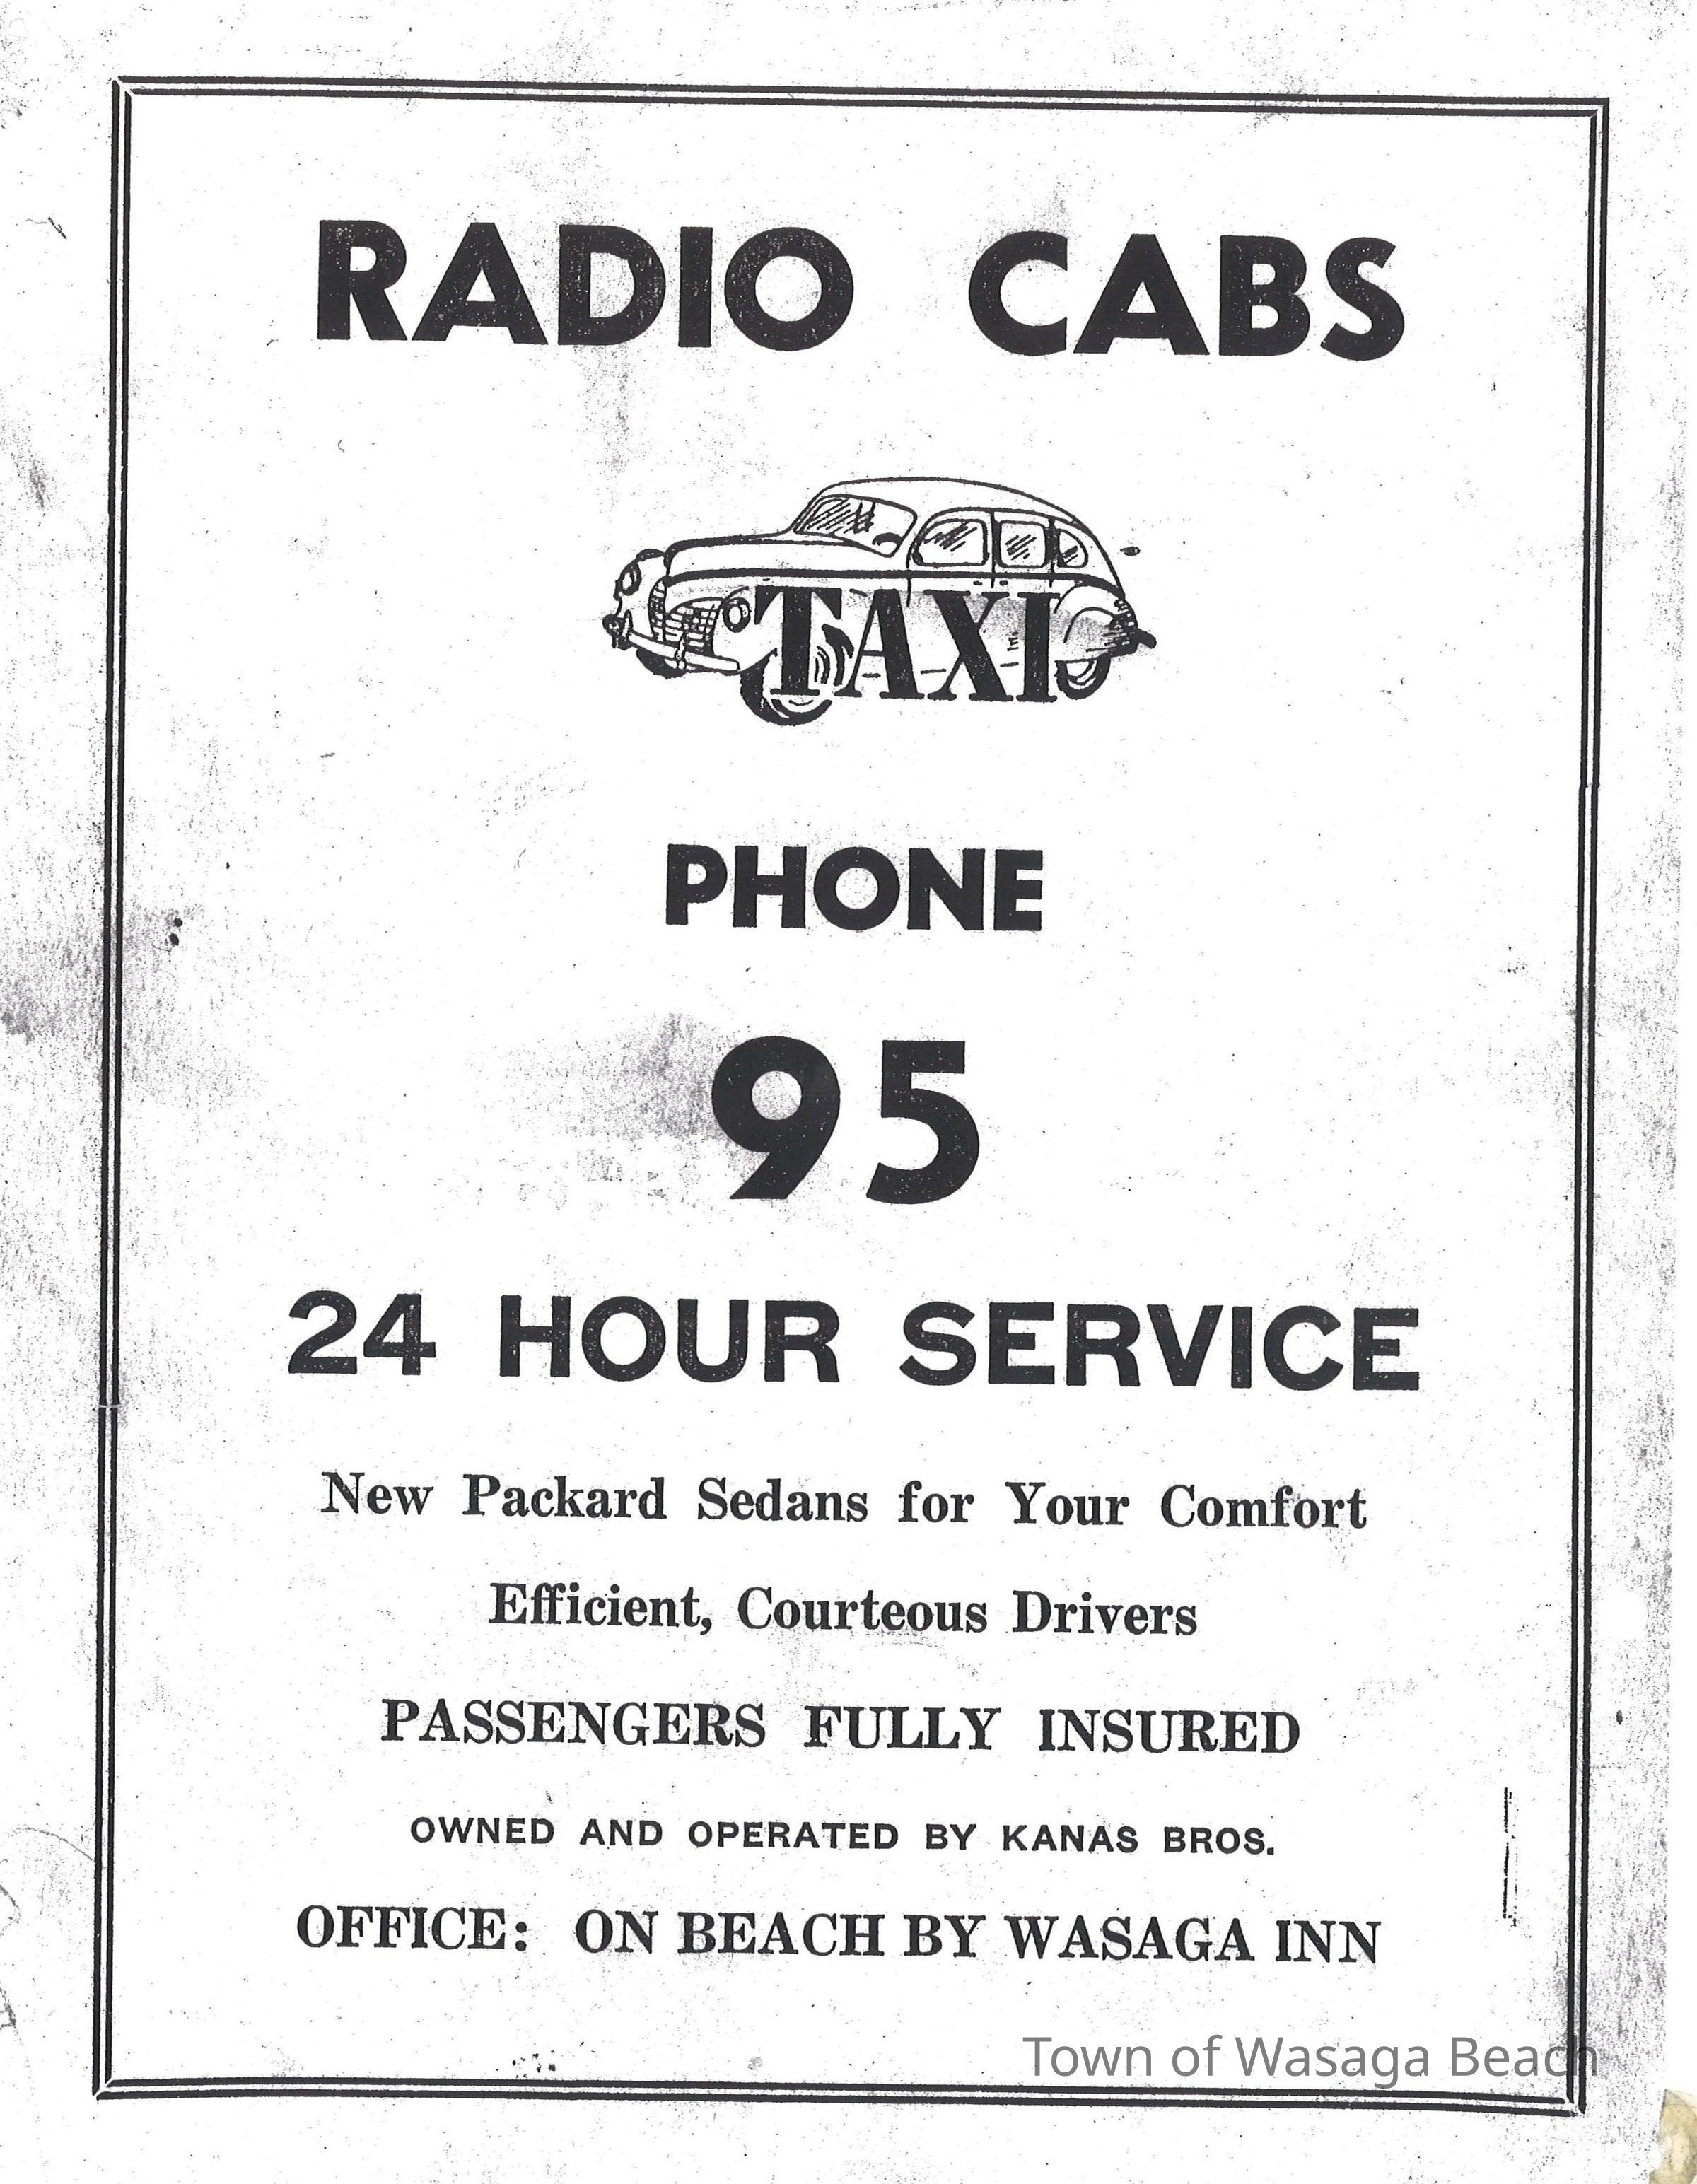 RADIO CABS
TAXI
PHONE
95
24 HOUR SERVICE
New Packard Sedans for Your Comfort
Efficient, Courteous Drivers
PASSENGERS FULLY INSURED
OWNED AND OPERATED BY KANAS BROS.
OFFICE: ON BEACH BY WASAGA INN
Town of Wasaga Beach